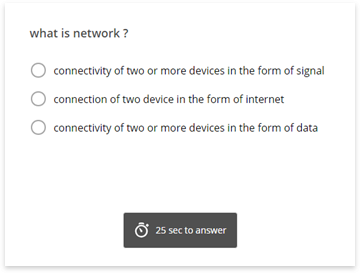 what is network ?
connectivity of two or more devices in the form of signal
connection of two device in the form of internet
connectivity of two or more devices in the form of data
25 sec to answer